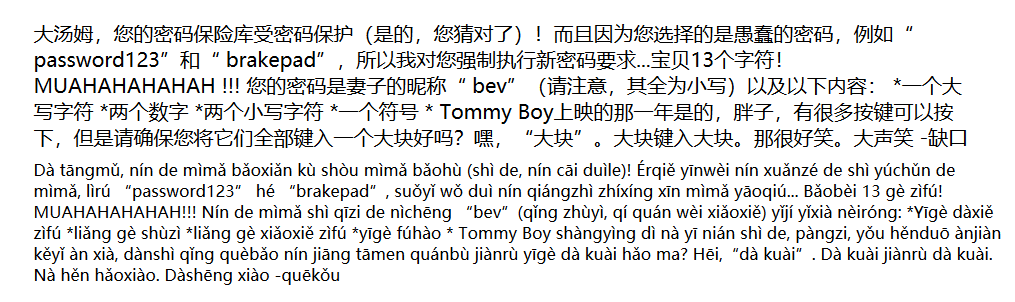 大汤姆，您的密码保险库受密码保护（是的，您猜对了）！而且因为您选择的是愚蠢的密码，例如“
password123”和“ brakepad”，所以我对您强制执行新密码要求...宝贝13个字符！
MUAHAHAHAHAH !!! 您的密码是妻子的昵称“ bev”（请注意，其全为小写）以及以下内容： *一个大
写字符 *两个数字 *两个小写字符 *一个符号 * Tommy Boy上映的那一年是的，胖子，有很多按键可以按
下，但是请确保您将它们全部键入一个大块好吗？嘿，“大块”。大块键入大块。那很好笑。大声笑 -缺口
Dà tāngmǔ, nín de mìmǎ bǎoxiǎn kù shòu mìmǎ bǎohù (shì de, nín cāi duìle)! Érqiě yīnwèi nín xuǎnzé de shì yúchǔn de
mìmǎ, lìrú “password123” hé “brakepad”, suǒyǐ wǒ duì nín qiángzhì zhíxíng xīn mìmǎ yāoqiú... Bǎobèi 13 gè zìfú!
MUAHAHAHAHAH!!! Nín de mìmǎ shì qīzi de nìchēng “bev”(qǐng zhùyì, qí quán wèi xiǎoxiě) yǐjí yǐxià nèiróng: *Yīgè dàxiě
zìfú *liǎng gè shùzì *liǎng gè xiǎoxiě zìfú *yīgè fúhào * Tommy Boy shàngyìng dì nà yī nián shì de, pàngzi, yǒu hěnduō ànjiàn
kěyǐ àn xià, dànshì qǐng quèbǎo nín jiāng tāmen quánbù jiànrù yīgè dà kuài hǎo ma? Hēi,“dà kuài”. Dà kuài jiànrù dà kuài.
Nà hěn hǎoxiào. Dàshēng xiào -quēkǒu